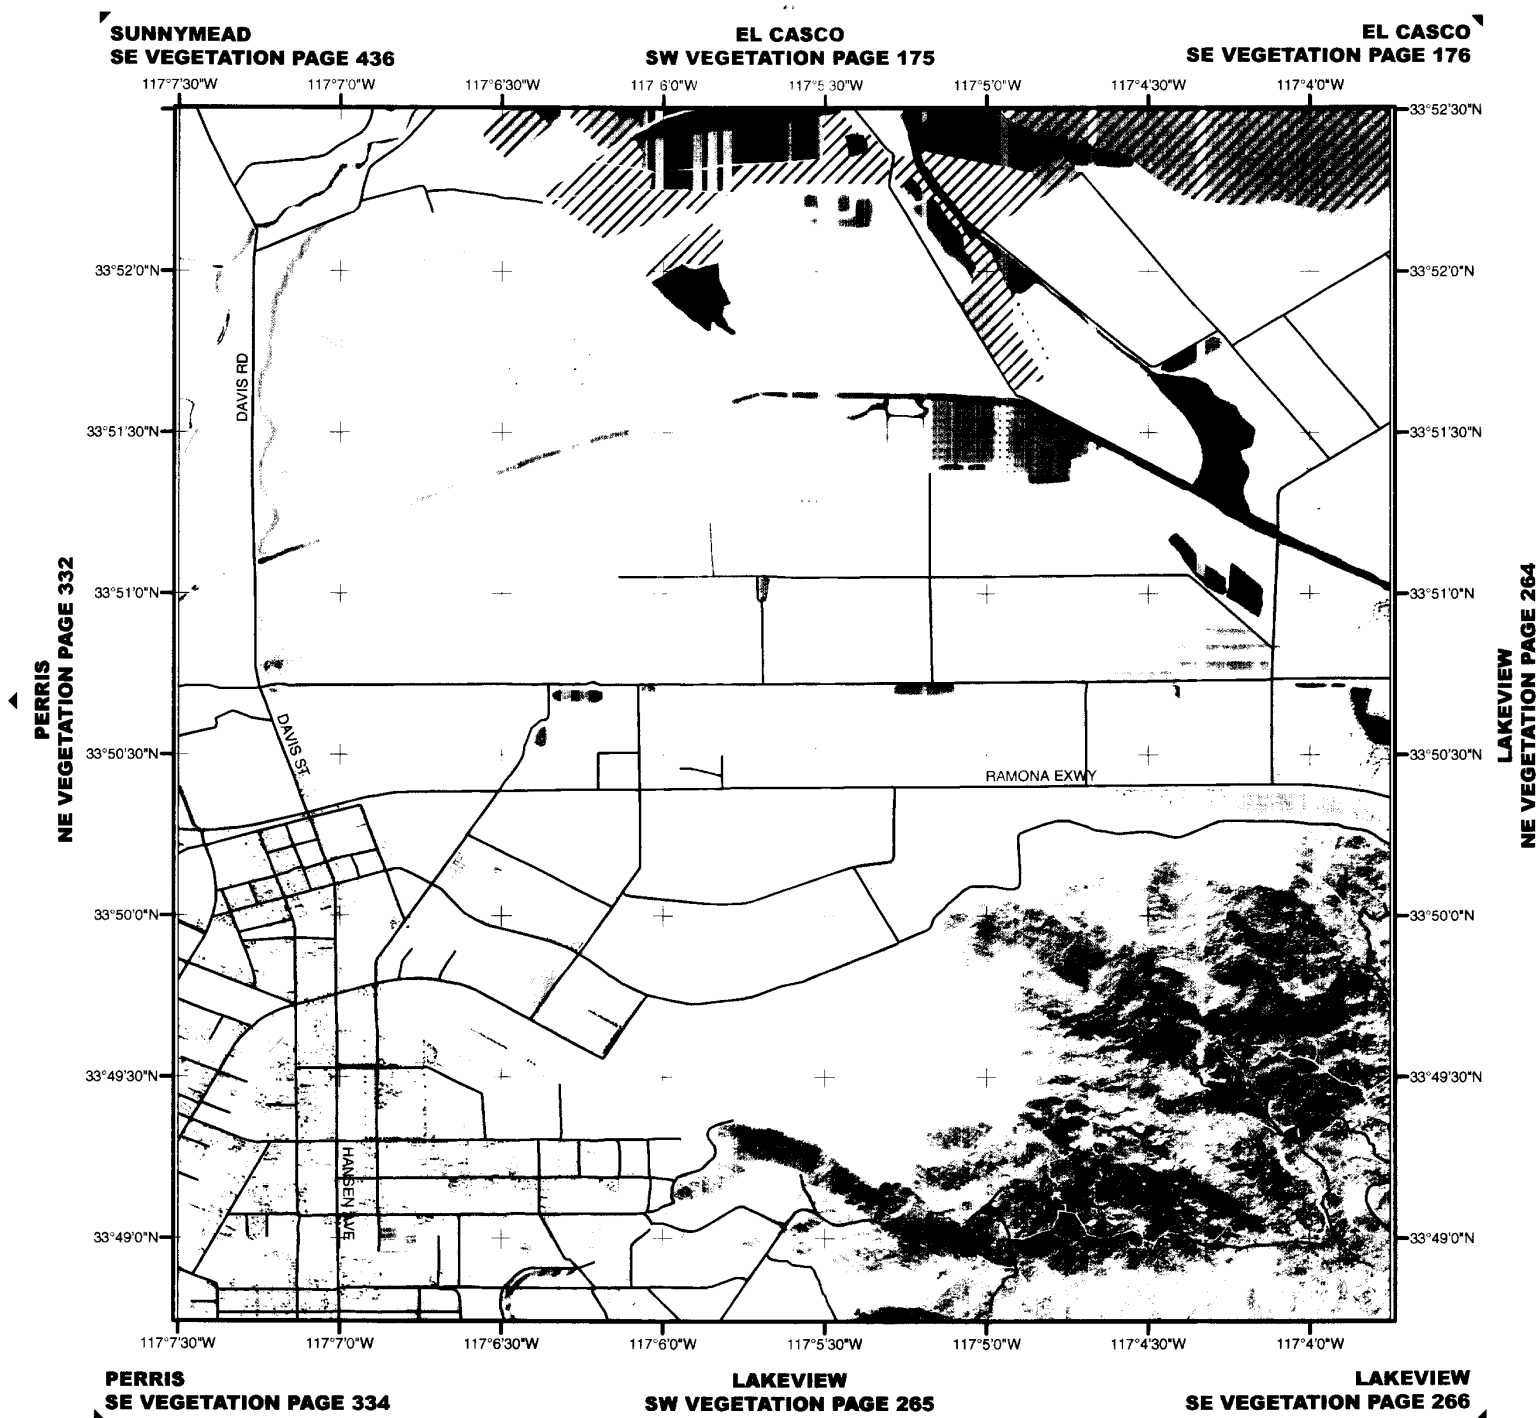 SUNNYMEAD
SE VEGETATION PAGE 436
EL CASCO
SW VEGETATION PAGE 175
EL CASCO
SE VEGETATION PAGE 176
117°7'30"W
117°7'0"W
117°6'30"W
117°6'0"W
117°5'30"W
117°5'0"W
117°4'30"W
117°4'0"W
33°52'30"N
33°52'0"N
33°52'0"N
DAVIS RD
33°51'30"N
33°51'30"N
33°51'0"N
33°51'0"N
PERRIS
NE VEGETATION PAGE 332
LAKEVIEW
NE VEGETATION PAGE 264
DAVIS ST
33°50'30"N
33°50'30"N
RAMONA EXWY
33°50'0"N
33°50'0"N
33°49'30"N
33°49'30"N
HANSEN AVE
33°49'0"N
33°49'0"N
117°7'30"W
117°7'0"W
117°6'30"W
117°6'0"W
117°5'30"W
117°5'0"W
117°4'30"W
117°4'0"W
PERRIS
SE VEGETATION PAGE 334
LAKEVIEW
SW VEGETATION PAGE 265
LAKEVIEW
SE VEGETATION PAGE 266